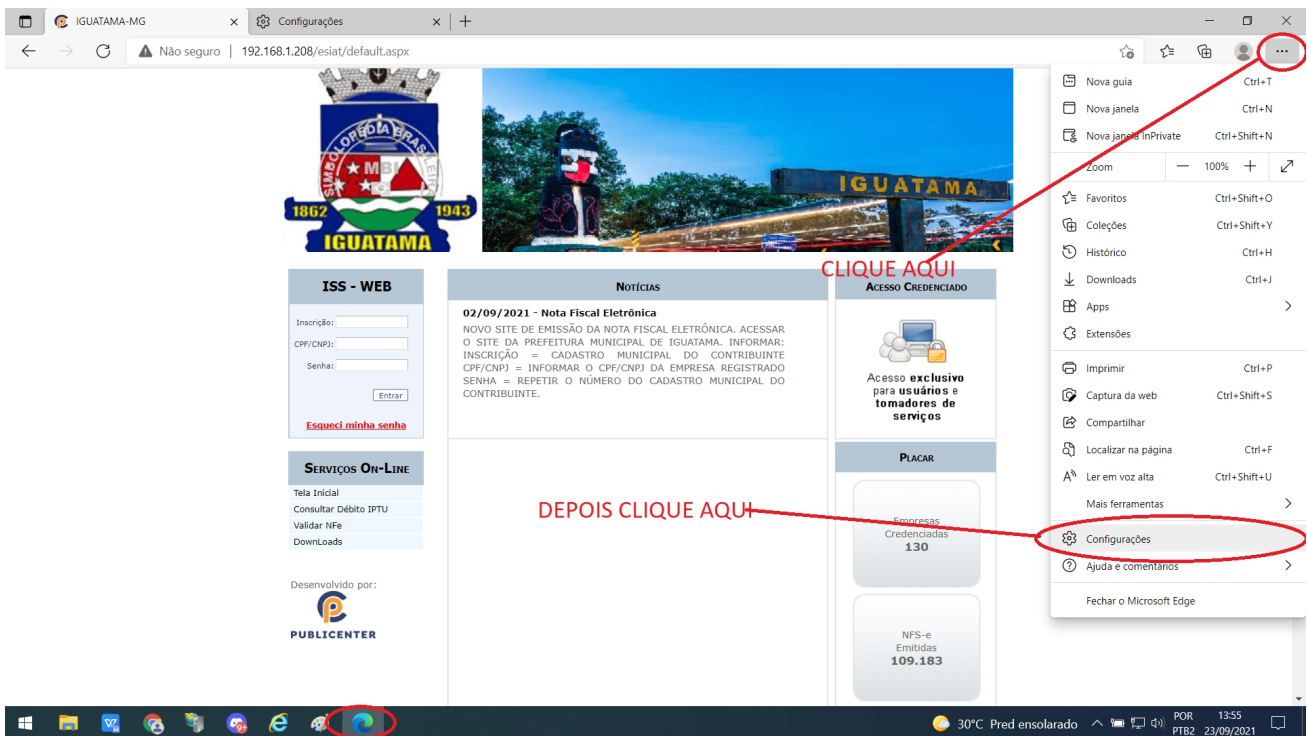 IGUATAMA-MG
Configurações
Não seguro | 192.168.1.208/esiat/default.aspx
1862
1943
IGUATAMA
IGUATAMA
CLIQUE AQUI
ISS - WEB
Inscrição:
CPF/CNPJ:
Senha:
Entrar
Esqueci minha senha
Serviços On-Line
Tela Inicial
Consultar Débito IPTU
Validar NFe
DownLoads
Desenvolvido por:
PUBLICENTER
Notícias
02/09/2021 - Nota Fiscal Eletrônica
NOVO SITE DE EMISSÃO DA NOTA FISCAL ELETRÔNICA. ACESSAR
O SITE DA PREFEITURA MUNICIPAL DE IGUATAMA. INFORMAR:
INSCRIÇÃO = CADASTRO MUNICIPAL DO CONTRIBUINTE
CPF/CNPJ = INFORMAR O CPF/CNPJ DA EMPRESA REGISTRADO
SENHA = REPETIR O NÚMERO DO CADASTRO MUNICIPAL DO
CONTRIBUINTE.
DEPOIS CLIQUE AQUI
Acesso Credenciado
Acesso exclusivo
para usuários e
tomadores de
serviços
Placar
Empresas
Credenciadas
130
NFS-e
Emitidas
109.183
Nova guia Ctrl+T
Nova janela Ctrl+N
Nova janela InPrivate Ctrl+Shift+N
Zoom — 100% +
Favoritos Ctrl+Shift+O
Coleções Ctrl+Shift+Y
Histórico Ctrl+H
Downloads Ctrl+J
Apps
Extensões
Imprimir Ctrl+P
Captura da web Ctrl+Shift+S
Compartilhar
Localizar na página Ctrl+F
Ler em voz alta Ctrl+Shift+U
Mais ferramentas
Configurações
Ajuda e comentários
Fechar o Microsoft Edge
30°C Pred ensolarado
POR
PTB2
13:55
23/09/2021